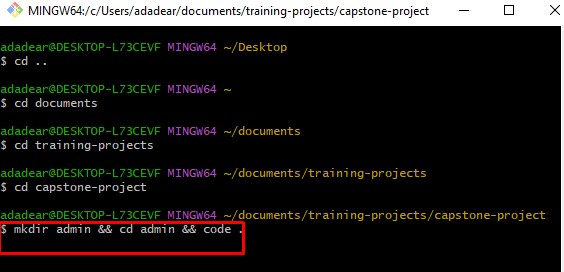 MINGW64:/c/Users/adadear/documents/training-projects/capstone-project
adadear@DESKTOP-L73CEVF MINGW64 ~/Desktop
$ cd ..
adadear@DESKTOP-L73CEVF MINGW64 ~
$ cd documents
adadear@DESKTOP-L73CEVF MINGW64 ~/documents
$ cd training-projects
adadear@DESKTOP-L73CEVF MINGW64 ~/documents/training-projects
$ cd capstone-project
adadear@DESKTOP-L73CEVF MINGW64 ~/documents/training-projects/capstone-project
$ mkdir admin && cd admin && code .